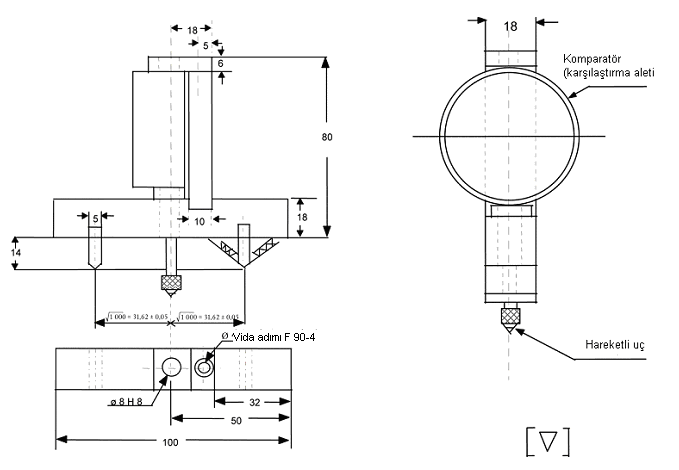 18
5
6
80
5
10
18
14
√1 000 = 31,62 ± 0,05
√1 000 = 31,62 ± 0,05
Ø Vida adımı F 90-4
ø 8 H 8
32
50
100
18
Komparatör
(karşılaştırma aleti
Hareketli uç